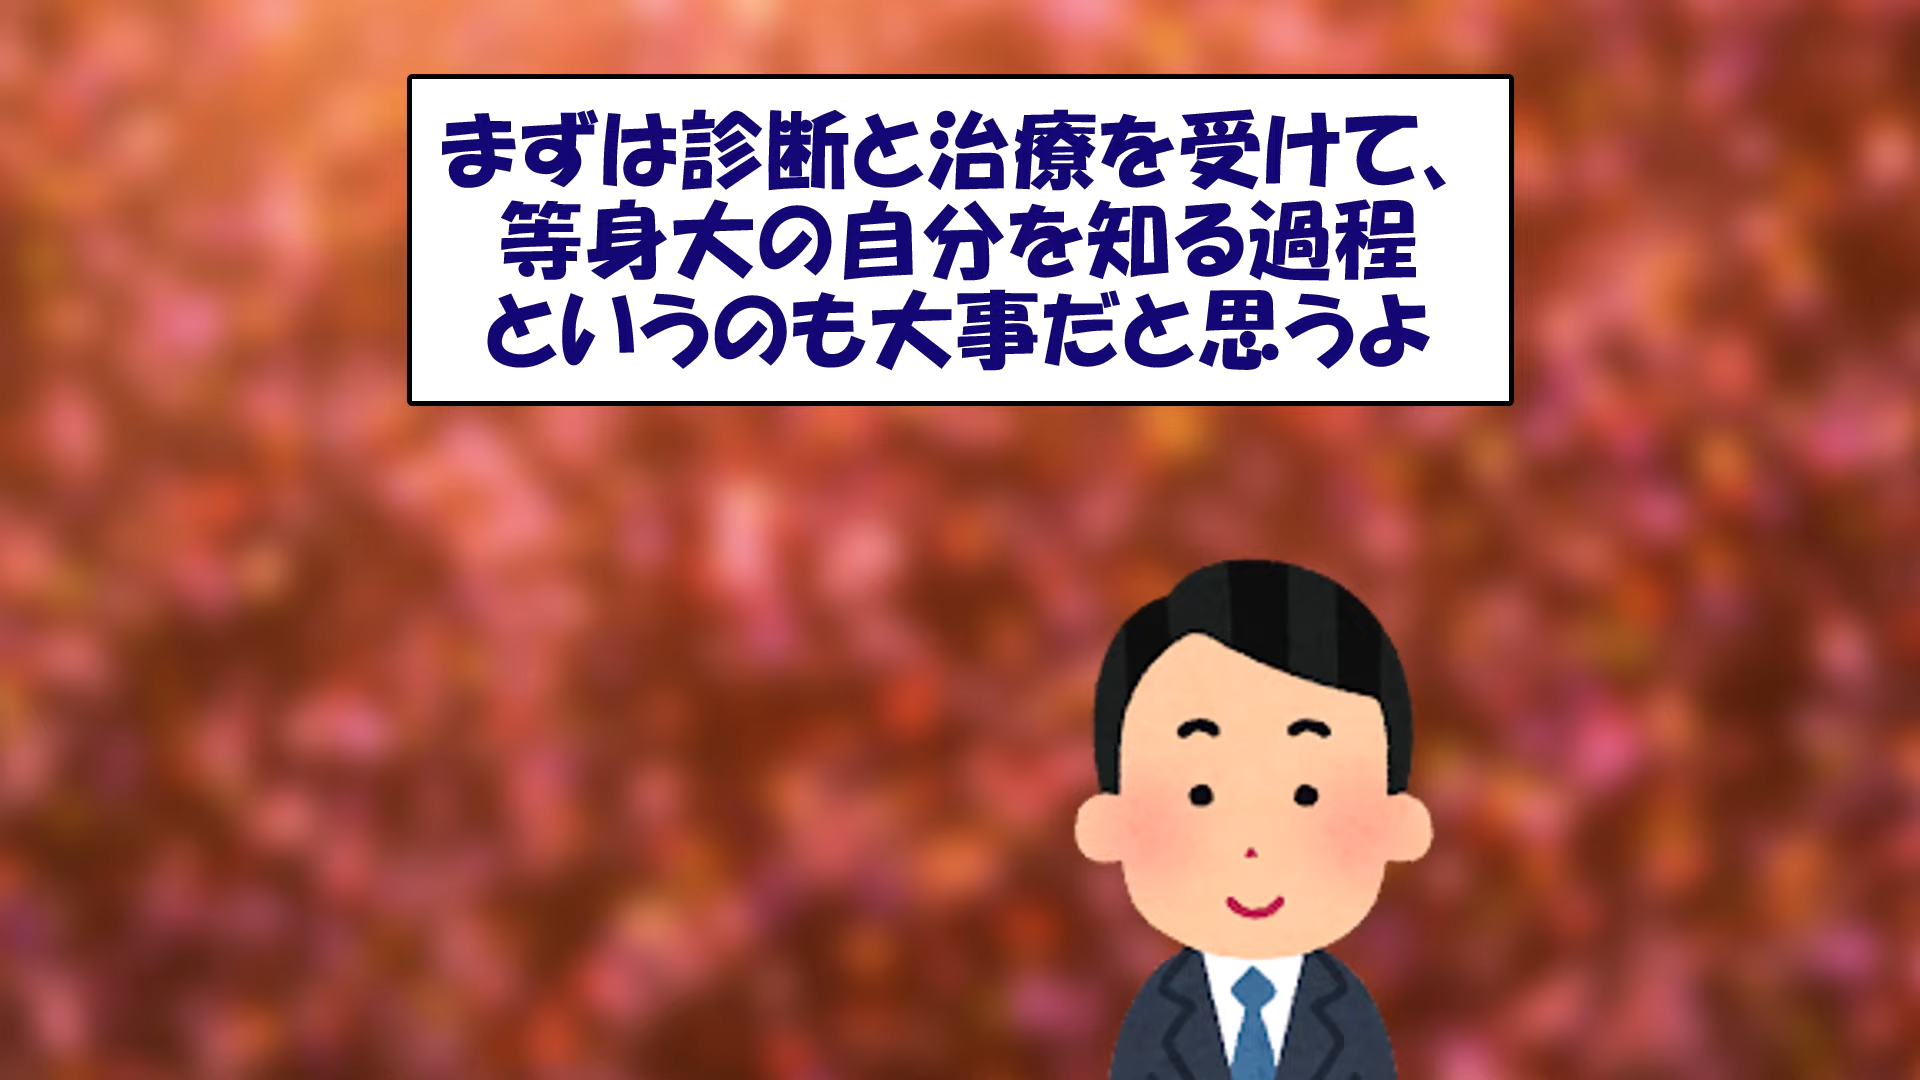 まずは診断と治療を受けて、
等身大の自分を知る過程
というのも大事だと思うよ